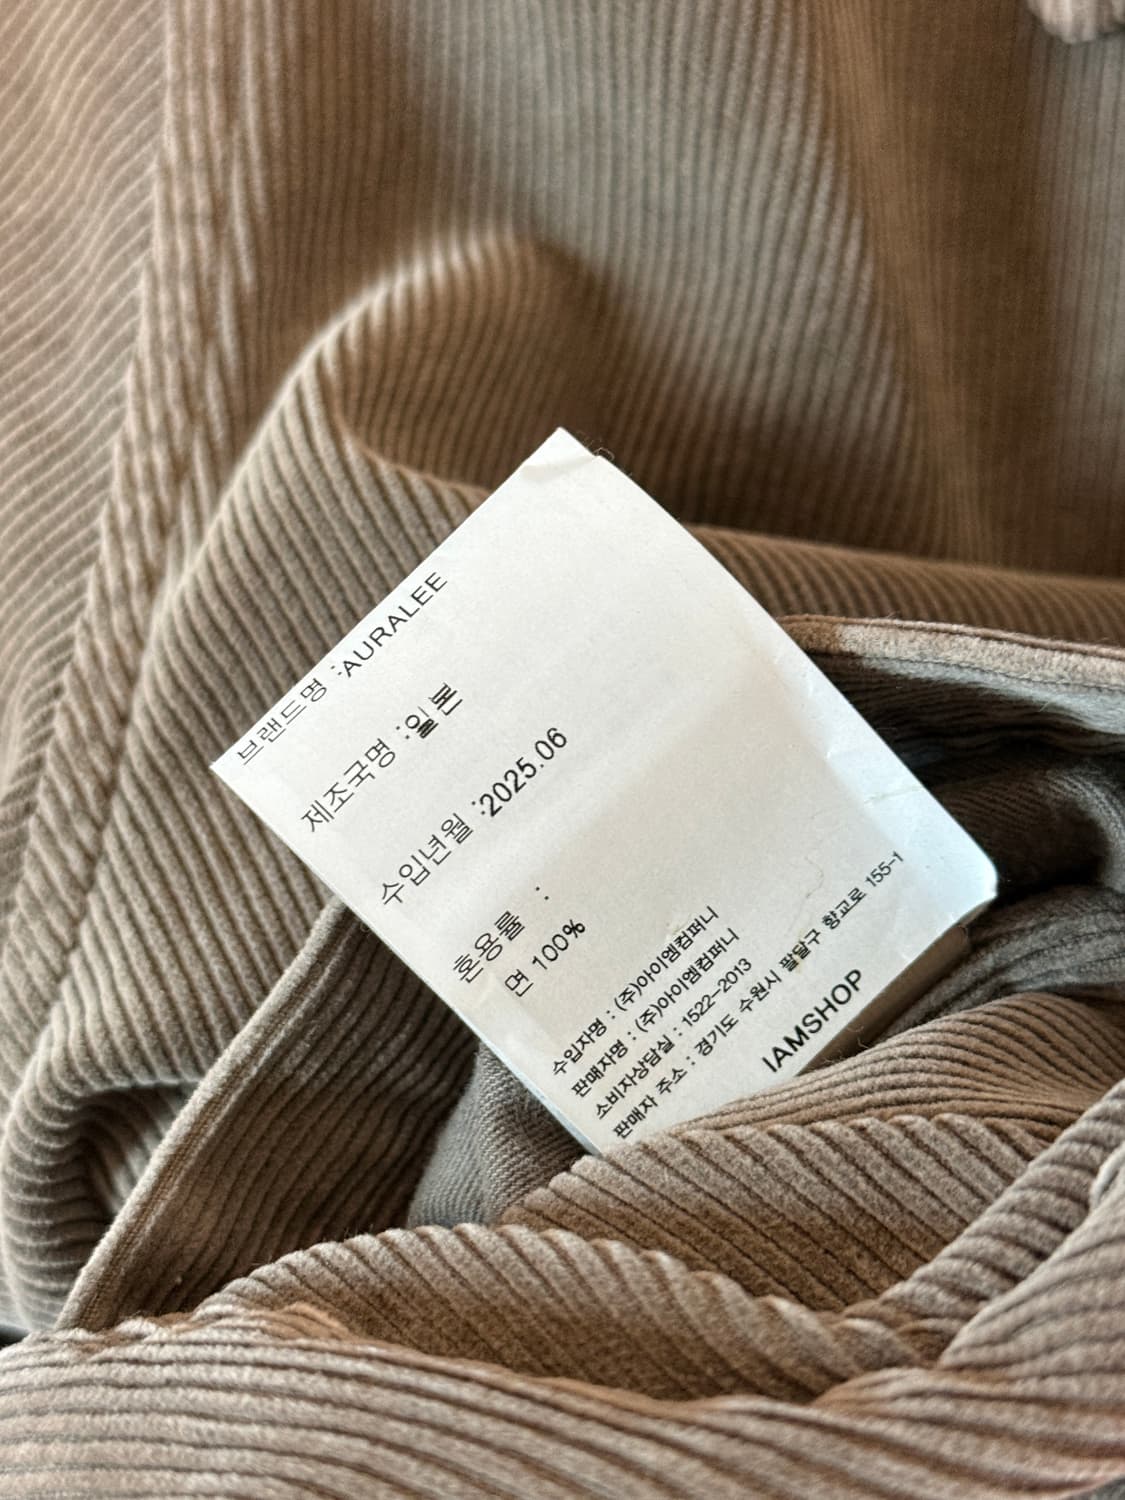 브랜드명 :AURALEE
제조국명 :일본
수입년월 :2025.06
혼용률 :
면 100%
수입자명 : (주)아이엠컴퍼니
판매자명 : (주)아이엠컴퍼니
소비자상담실 : 1522-2013
판매자 주소 : 경기도 수원시 팔달구 향교로 155-1
IAMSHOP